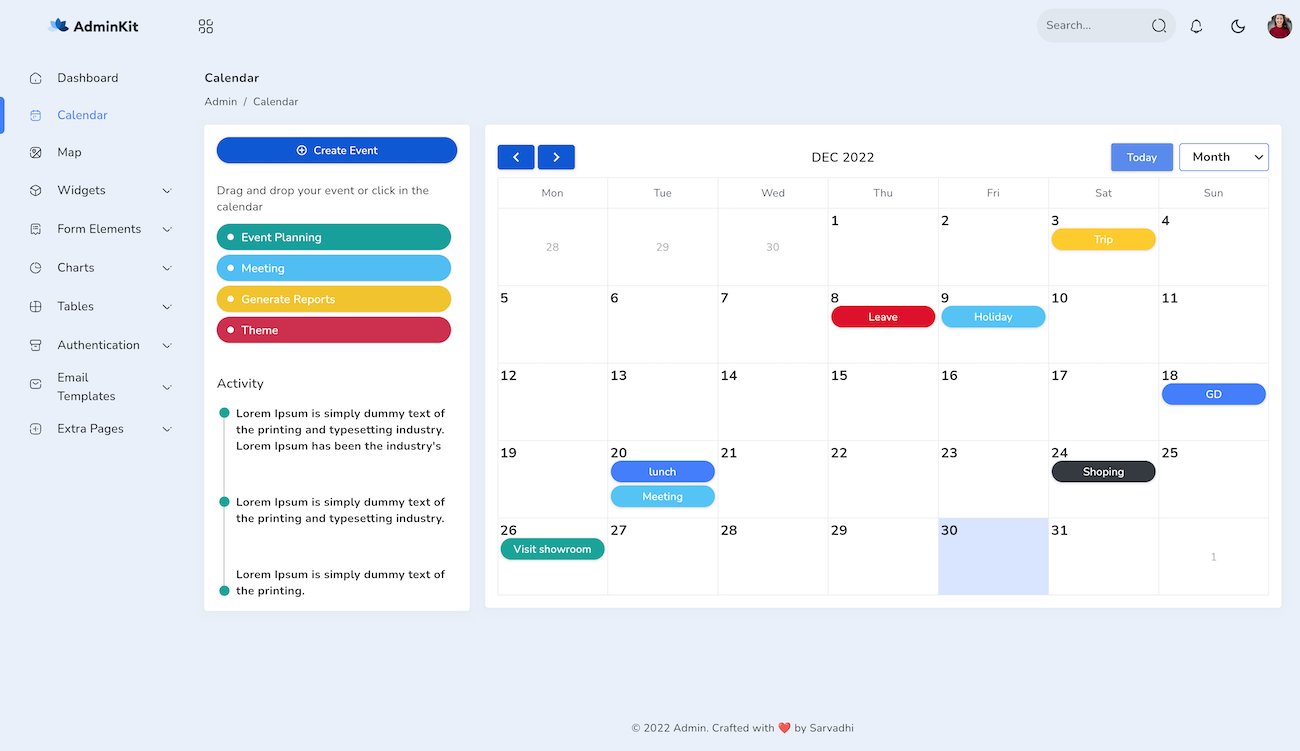 AdminKit
Search...
Dashboard
Calendar
Map
Widgets
Form Elements
Charts
Tables
Authentication
Email
Templates
Extra Pages
Calendar
Admin / Calendar
Create Event
Drag and drop your event or click in the
calendar
Event Planning
Meeting
Generate Reports
Theme
Activity
Lorem Ipsum is simply dummy text of
the printing and typesetting industry.
Lorem Ipsum has been the industry's
Lorem Ipsum is simply dummy text of
the printing and typesetting industry.
Lorem Ipsum is simply dummy text of
the printing.
DEC 2022
Today
Month
Mon Tue Wed Thu Fri Sat Sun
28 29 30 1 2 3 4
Trip
5 6 7 8 9 10 11
Leave Holiday
12 13 14 15 16 17 18
GD
19 20 21 22 23 24 25
lunch Shoping
Meeting
26 27 28 29 30 31 1
Visit showroom
© 2022 Admin. Crafted with ❤️ by Sarvadhi